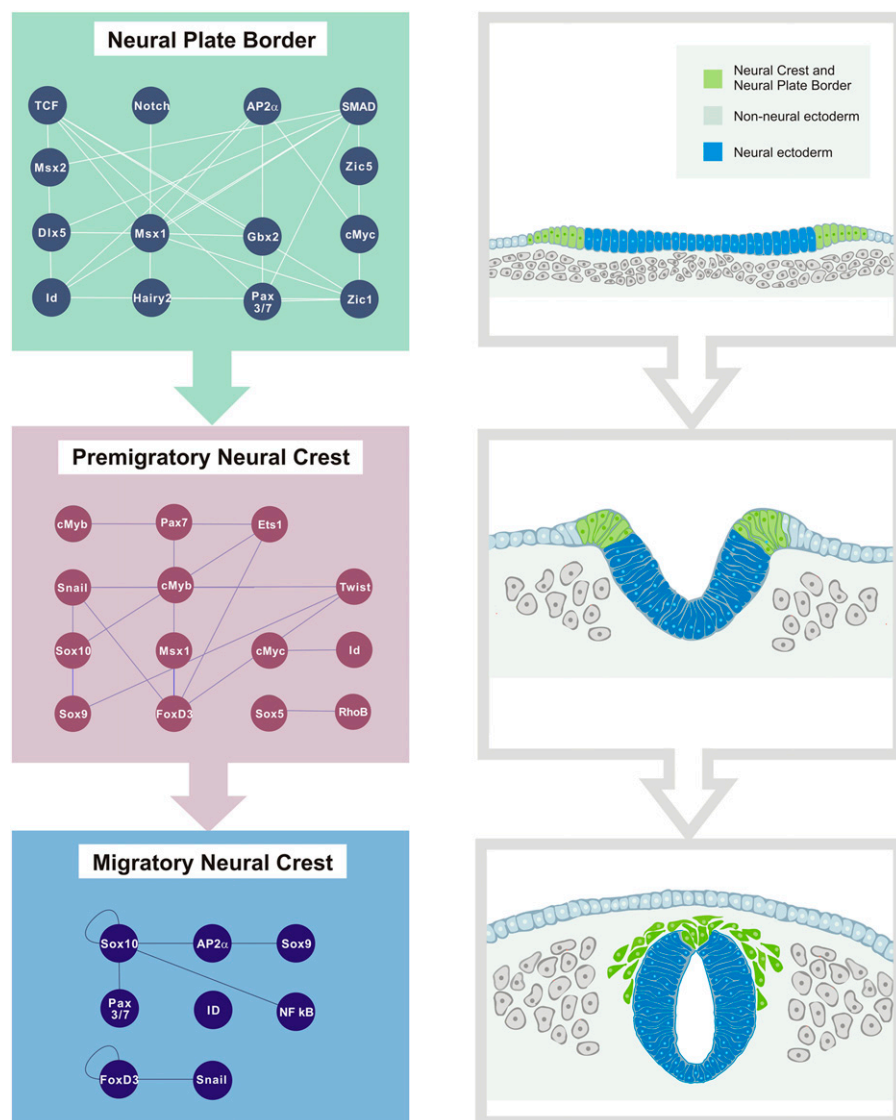 Neural Plate Border
TCF
Notch
AP2α
SMAD
Msx2
Zic5
Dlx5
Msx1
Gbx2
cMyc
Id
Hairy2
Pax
3/7
Zic1
Neural Crest and
Neural Plate Border
Non-neural ectoderm
Neural ectoderm
Premigratory Neural Crest
cMyb
Pax7
Ets1
Snail
cMyb
Twist
Sox10
Msx1
cMyc
Id
Sox9
FoxD3
Sox5
RhoB
Migratory Neural Crest
Sox10
AP2α
Sox9
Pax
3/7
ID
NF kB
FoxD3
Snail